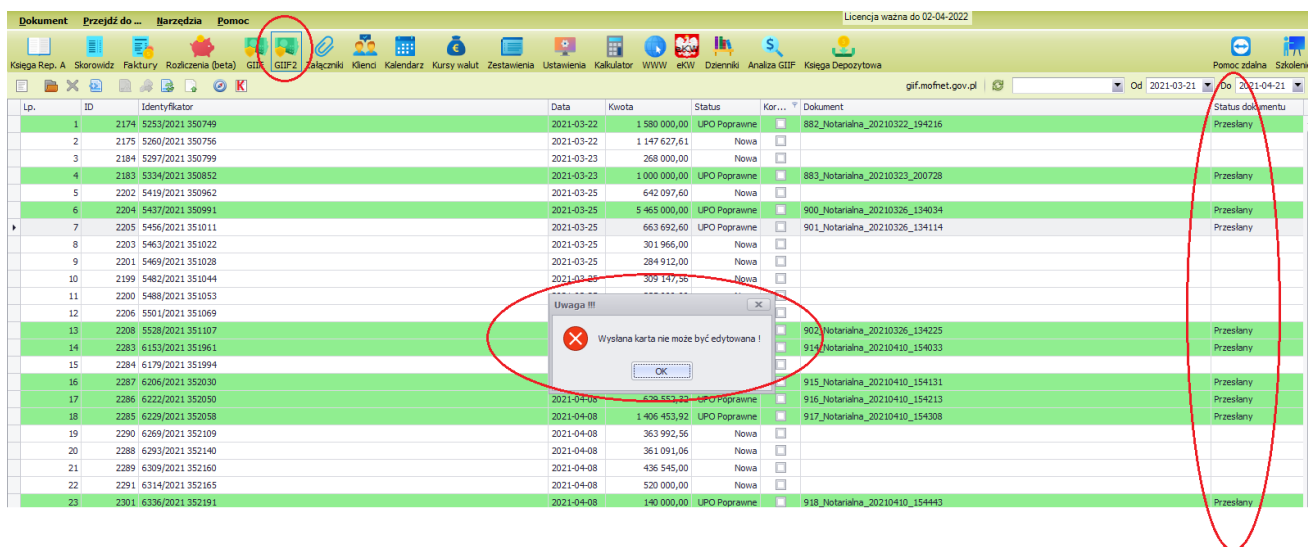 Dokument Przejdź do ... Narzędzia Pomoc
Licencja ważna do 02-04-2022
Księga Rep. A Skorowidz Faktury Rozliczenia (beta) GIIF GIIF2 Załączniki Klienci Kalendarz Kursy walut Zestawienia Ustawienia Kalkulator WWW eKW Dzienniki Analiza GIIF Księga Depozytowa Pomoc zdalna Szkoleni
giif.mofnet.gov.pl Od 2021-03-21 Do 2021-04-21
Lp. ID Identyfikator Data Kwota Status Kor... Dokument Status dokumentu
1 2174 5253/2021 350749 2021-03-22 1 580 000,00 UPO Poprawne 882_Notarialna_20210322_194216 Przesłany
2 2175 5260/2021 350756 2021-03-22 1 147 627,61 Nowa
3 2184 5297/2021 350799 2021-03-23 268 000,00 Nowa
4 2183 5334/2021 350852 2021-03-23 1 000 000,00 UPO Poprawne 883_Notarialna_20210323_200728 Przesłany
5 2202 5419/2021 350962 2021-03-25 642 097,60 Nowa
6 2204 5437/2021 350991 2021-03-25 5 465 000,00 UPO Poprawne 900_Notarialna_20210326_134034 Przesłany
7 2205 5456/2021 351011 2021-03-25 663 692,60 UPO Poprawne 901_Notarialna_20210326_134114 Przesłany
8 2203 5463/2021 351022 2021-03-25 301 966,00 Nowa
9 2201 5469/2021 351028 2021-03-25 284 912,00 Nowa
10 2199 5482/2021 351044 2021-03-25 309 147,56 Nowa
11 2200 5488/2021 351053
12 2206 5501/2021 351069
13 2208 5528/2021 351107 902_Notarialna_20210326_134225 Przesłany
14 2283 6153/2021 351961 914_Notarialna_20210410_154033 Przesłany
15 2284 6179/2021 351994
16 2287 6206/2021 352030 915_Notarialna_20210410_154131 Przesłany
17 2286 6222/2021 352050 2021-04-08 629 552,32 UPO Poprawne 916_Notarialna_20210410_154213 Przesłany
18 2285 6229/2021 352058 2021-04-08 1 406 453,92 UPO Poprawne 917_Notarialna_20210410_154308 Przesłany
19 2290 6269/2021 352109 2021-04-08 363 992,56 Nowa
20 2288 6293/2021 352140 2021-04-08 361 091,06 Nowa
21 2289 6309/2021 352160 2021-04-08 436 545,00 Nowa
22 2291 6314/2021 352165 2021-04-08 520 000,00 Nowa
23 2301 6336/2021 352191 2021-04-08 140 000,00 UPO Poprawne 918_Notarialna_20210410_154443 Przesłany
Uwaga !!!
Wysłana karta nie może być edytowana !
OK